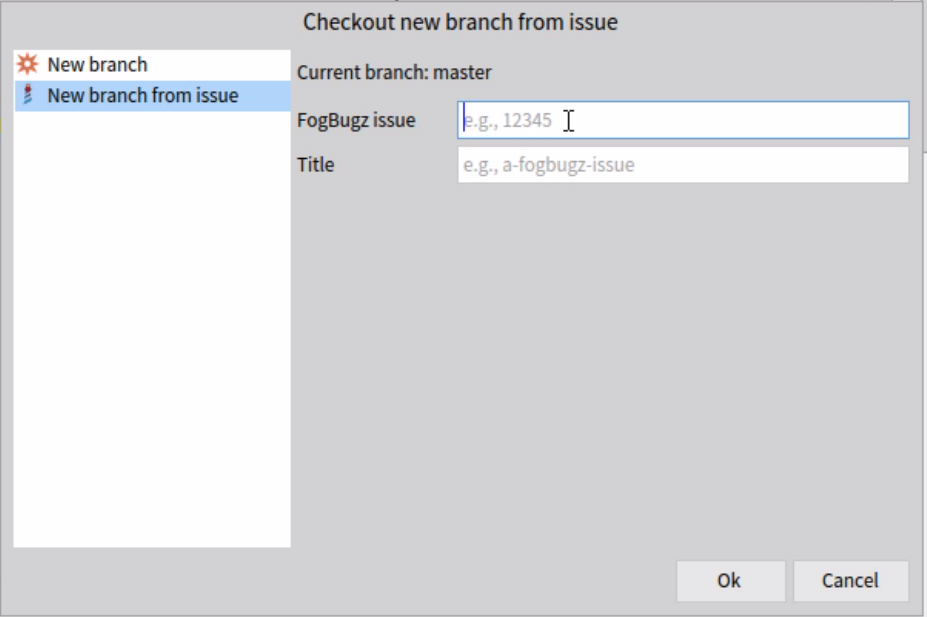 Checkout new branch from issue
New branch
New branch from issue
Current branch: master
FogBugz issue
e.g., 12345
Title
e.g., a-fogbugz-issue
Ok
Cancel